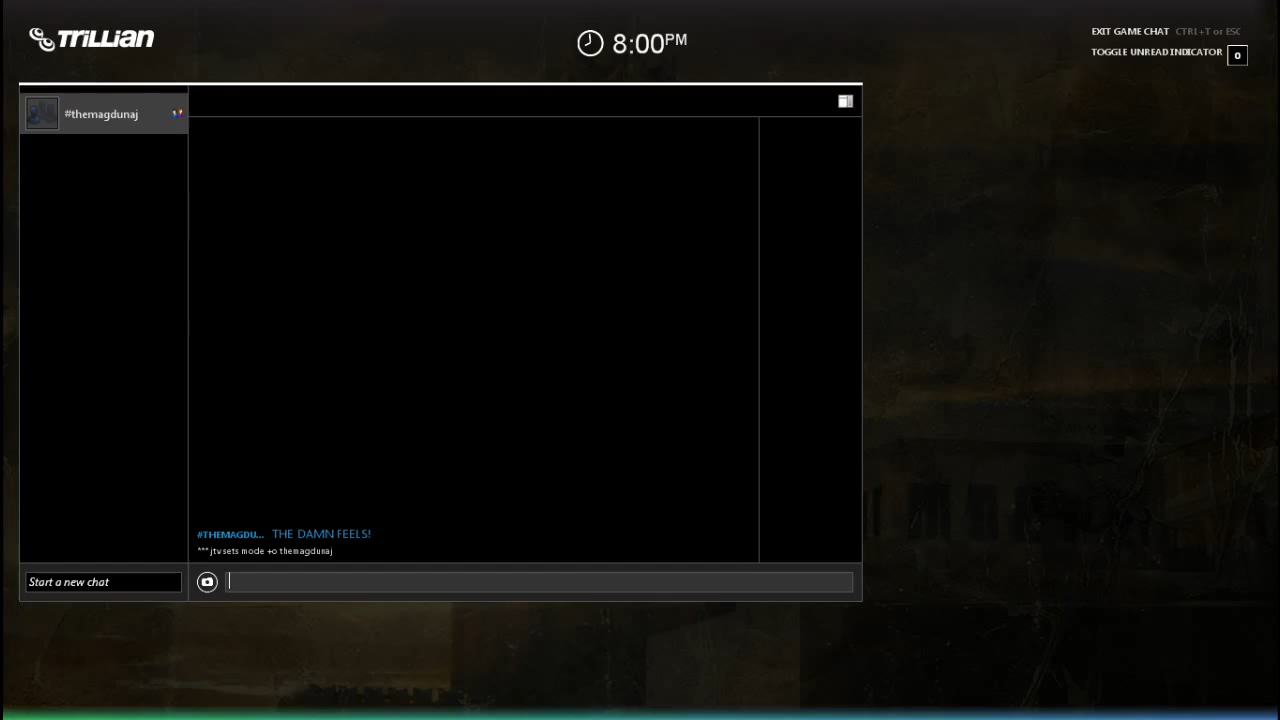 TRiLLiAN
8:00PM
EXIT GAME CHAT CTRL+T or ESC
TOGGLE UNREAD INDICATOR 0
#themagdunaj
#THEMAGDU... THE DAMN FEELS!
*** jtv sets mode +o themagdunaj
Start a new chat